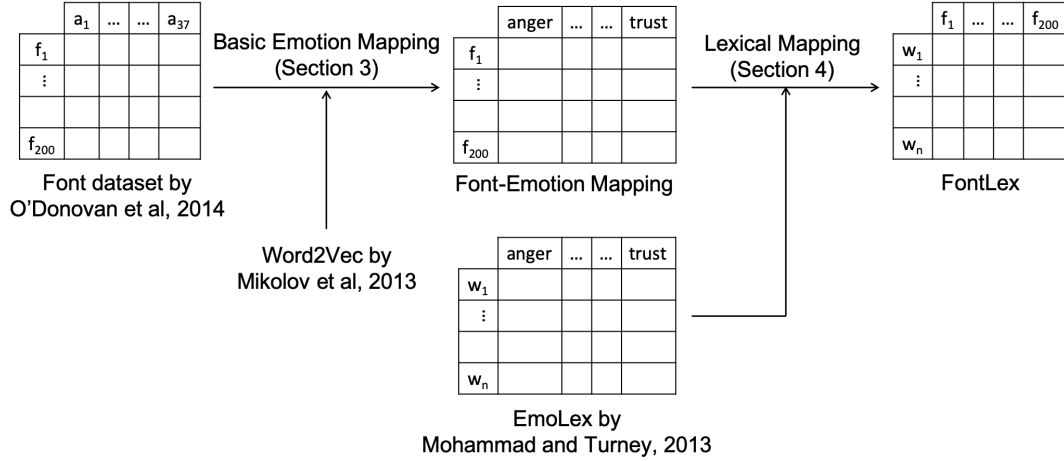 a1 ... ... a37
f1
⋮
f200
Font dataset by
O'Donovan et al, 2014
Basic Emotion Mapping
(Section 3)
Word2Vec by
Mikolov et al, 2013
anger ... ... trust
f1
⋮
f200
Font-Emotion Mapping
anger ... ... trust
w1
⋮
wn
EmoLex by
Mohammad and Turney, 2013
Lexical Mapping
(Section 4)
f1 ... ... f200
w1
⋮
wn
FontLex